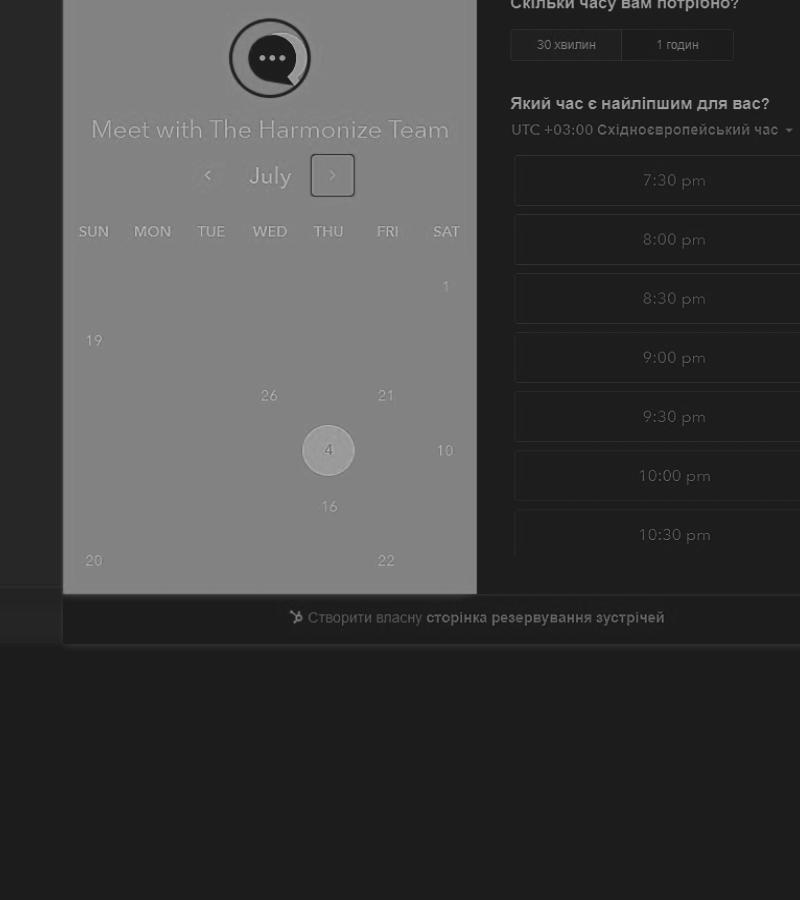 Скільки часу вам потрібно?
30 хвилин
1 годин
Meet with The Harmonize Team
Який час є найліпшим для вас?
UTC +03:00 Східноєвропейський час
July
7:30 pm
SUN MON TUE WED THU FRI SAT
8:00 pm
1
8:30 pm
19
9:00 pm
26 21
9:30 pm
4 10
10:00 pm
16
10:30 pm
20 22
Створити власну сторінка резервування зустрічей